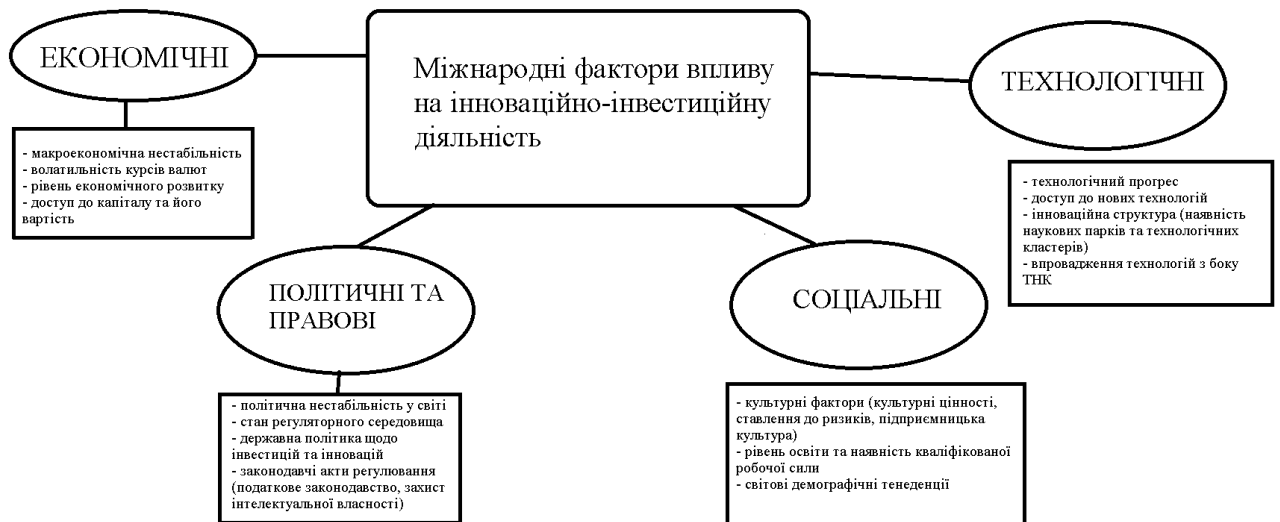 ЕКОНОМІЧНІ
Міжнародні фактори впливу
на інноваційно-інвестиційну
діяльність
ТЕХНОЛОГІЧНІ
- макроекономічна нестабільність
- волатильність курсів валют
- рівень економічного розвитку
- доступ до капіталу та його
вартість
- технологічний прогрес
- доступ до нових технологій
- інноваційна структура (наявність
наукових парків та технологічних
кластерів)
- впровадження технологій з боку
ТНК
ПОЛІТИЧНІ ТА
ПРАВОВІ
СОЦІАЛЬНІ
- політична нестабільність у світі
- стан регуляторного середовища
- державна політика щодо
інвестицій та інновацій
- законодавчі акти регулювання
(податкове законодавство, захист
інтелектуальної власності)
- культурні фактори (культурні цінності,
ставлення до ризиків, підприємницька
культура)
- рівень освіти та наявність кваліфікованої
робочої сили
- світові демографічні тенеденції